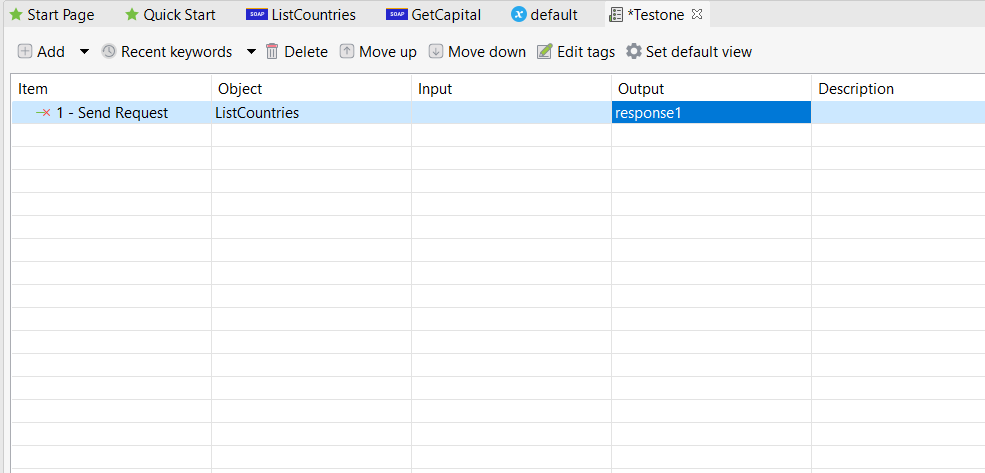 Start Page Quick Start SOAP ListCountries SOAP GetCapital x default *Testone
Add Recent keywords Delete Move up Move down Edit tags Set default view
Item Object Input Output Description
1 - Send Request ListCountries response1